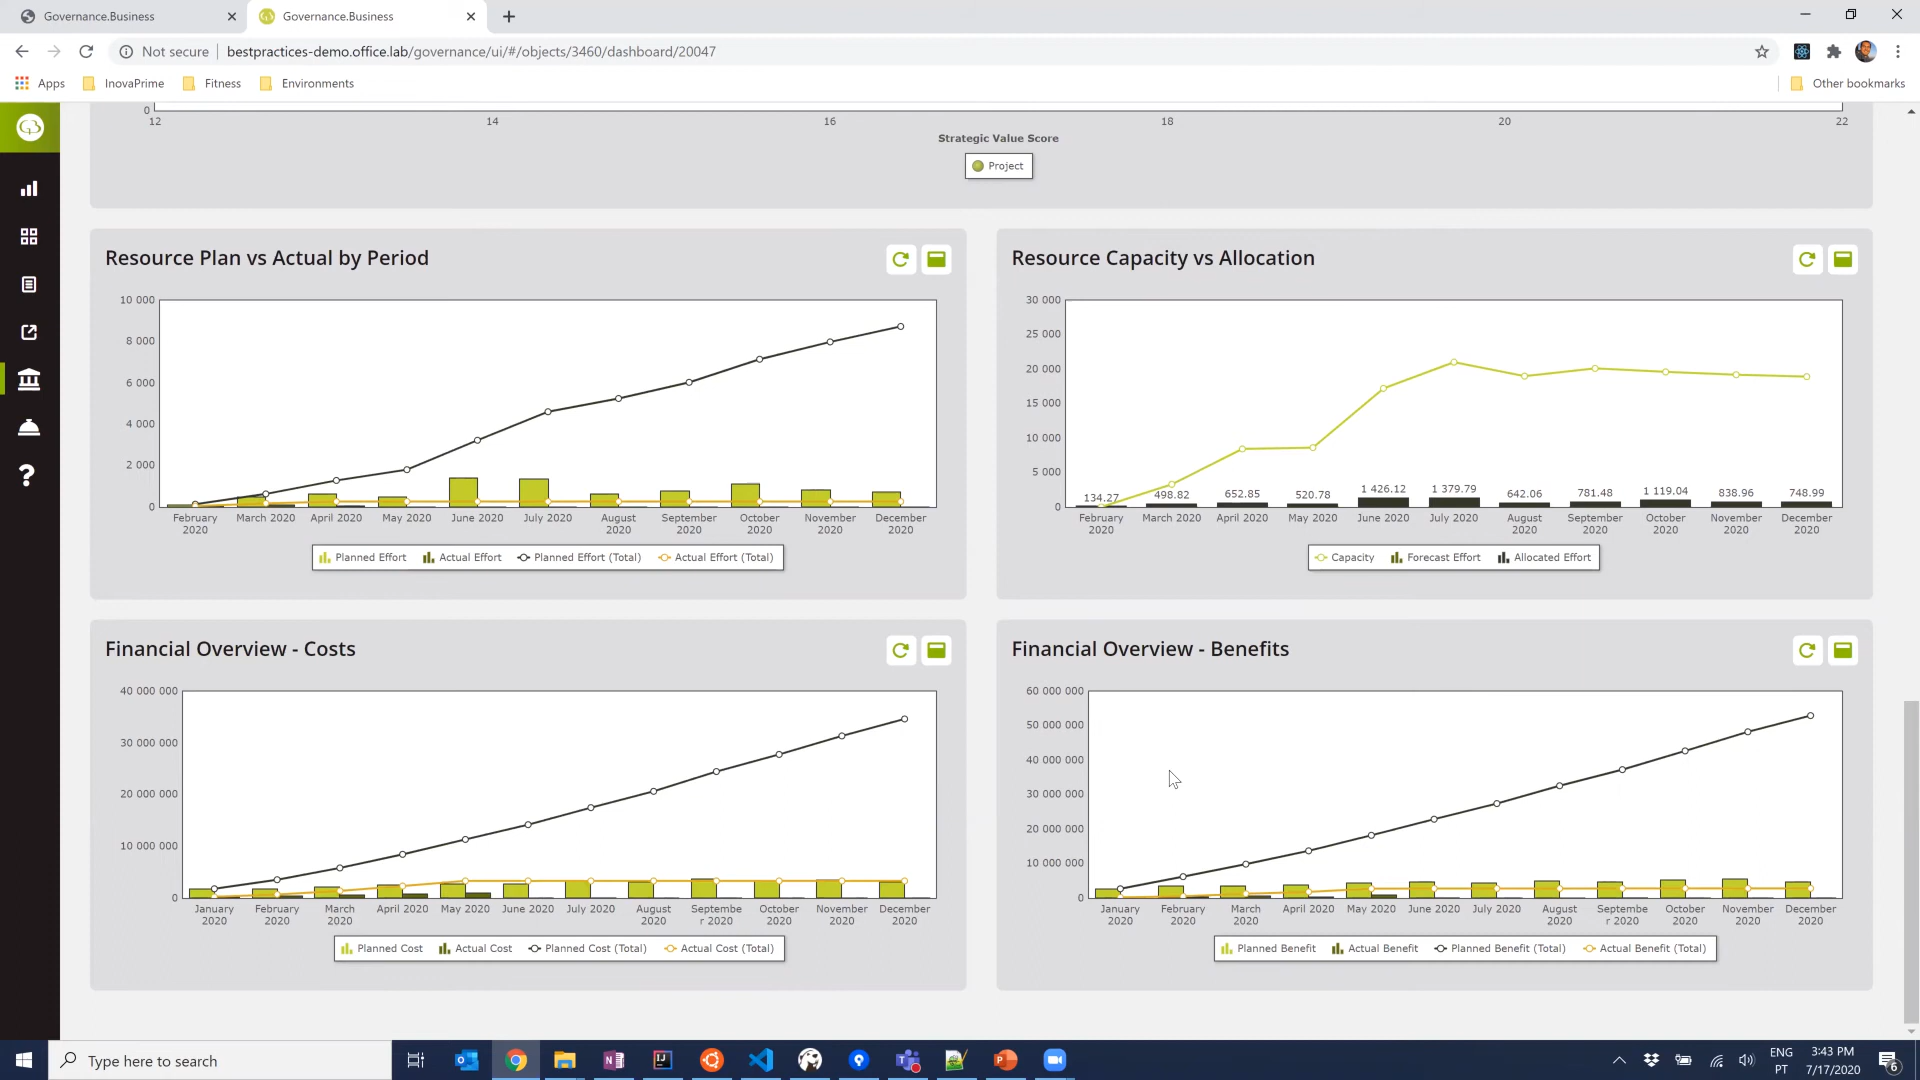 Governance.Business
Governance.Business
Not secure
bestpractices-demo.office.lab/governance/ui/#/objects/3460/dashboard/20047
Apps
InovaPrime
Fitness
Environments
Other bookmarks
0
12 14 16 18 20 22
Strategic Value Score
Project
Resource Plan vs Actual by Period
10 000
8 000
6 000
4 000
2 000
0
February 2020 March 2020 April 2020 May 2020 June 2020 July 2020 August 2020 September 2020 October 2020 November 2020 December 2020
Planned Effort Actual Effort Planned Effort (Total) Actual Effort (Total)
Resource Capacity vs Allocation
30 000
25 000
20 000
15 000
10 000
5 000
0
134.27 498.82 652.85 520.78 1 426.12 1 379.79 642.06 781.48 1 119.04 838.96 748.99
February 2020 March 2020 April 2020 May 2020 June 2020 July 2020 August 2020 September 2020 October 2020 November 2020 December 2020
Capacity Forecast Effort Allocated Effort
Financial Overview - Costs
40 000 000
30 000 000
20 000 000
10 000 000
0
January 2020 February 2020 March 2020 April 2020 May 2020 June 2020 July 2020 August 2020 Septembe r 2020 October 2020 November 2020 December 2020
Planned Cost Actual Cost Planned Cost (Total) Actual Cost (Total)
Financial Overview - Benefits
60 000 000
50 000 000
40 000 000
30 000 000
20 000 000
10 000 000
0
January 2020 February 2020 March 2020 April 2020 May 2020 June 2020 July 2020 August 2020 Septembe r 2020 October 2020 November 2020 December 2020
Planned Benefit Actual Benefit Planned Benefit (Total) Actual Benefit (Total)
Type here to search
ENG
PT
3:43 PM
7/17/2020
6